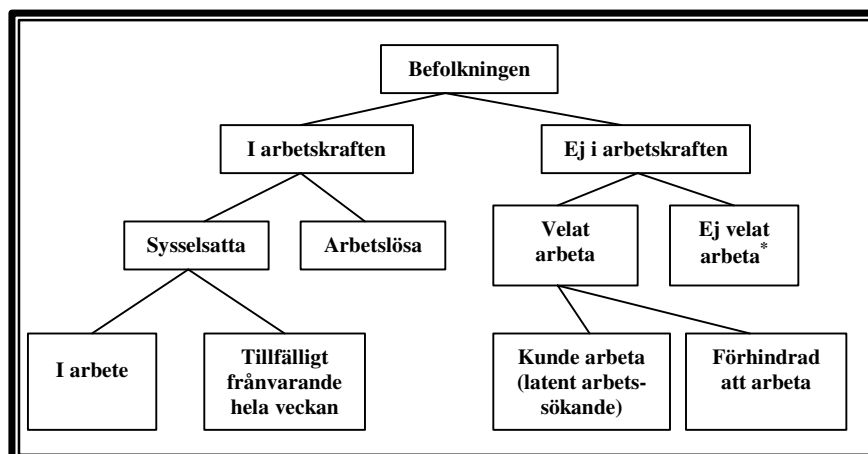 Befolkningen
I arbetskraften
Ej i arbetskraften
Sysselsatta
Arbetslösa
Velat
arbeta
Ej velat
arbeta*
I arbete
Tillfälligt
frånvarande
hela veckan
Kunde arbeta
(latent arbets-
sökande)
Förhindrad
att arbeta